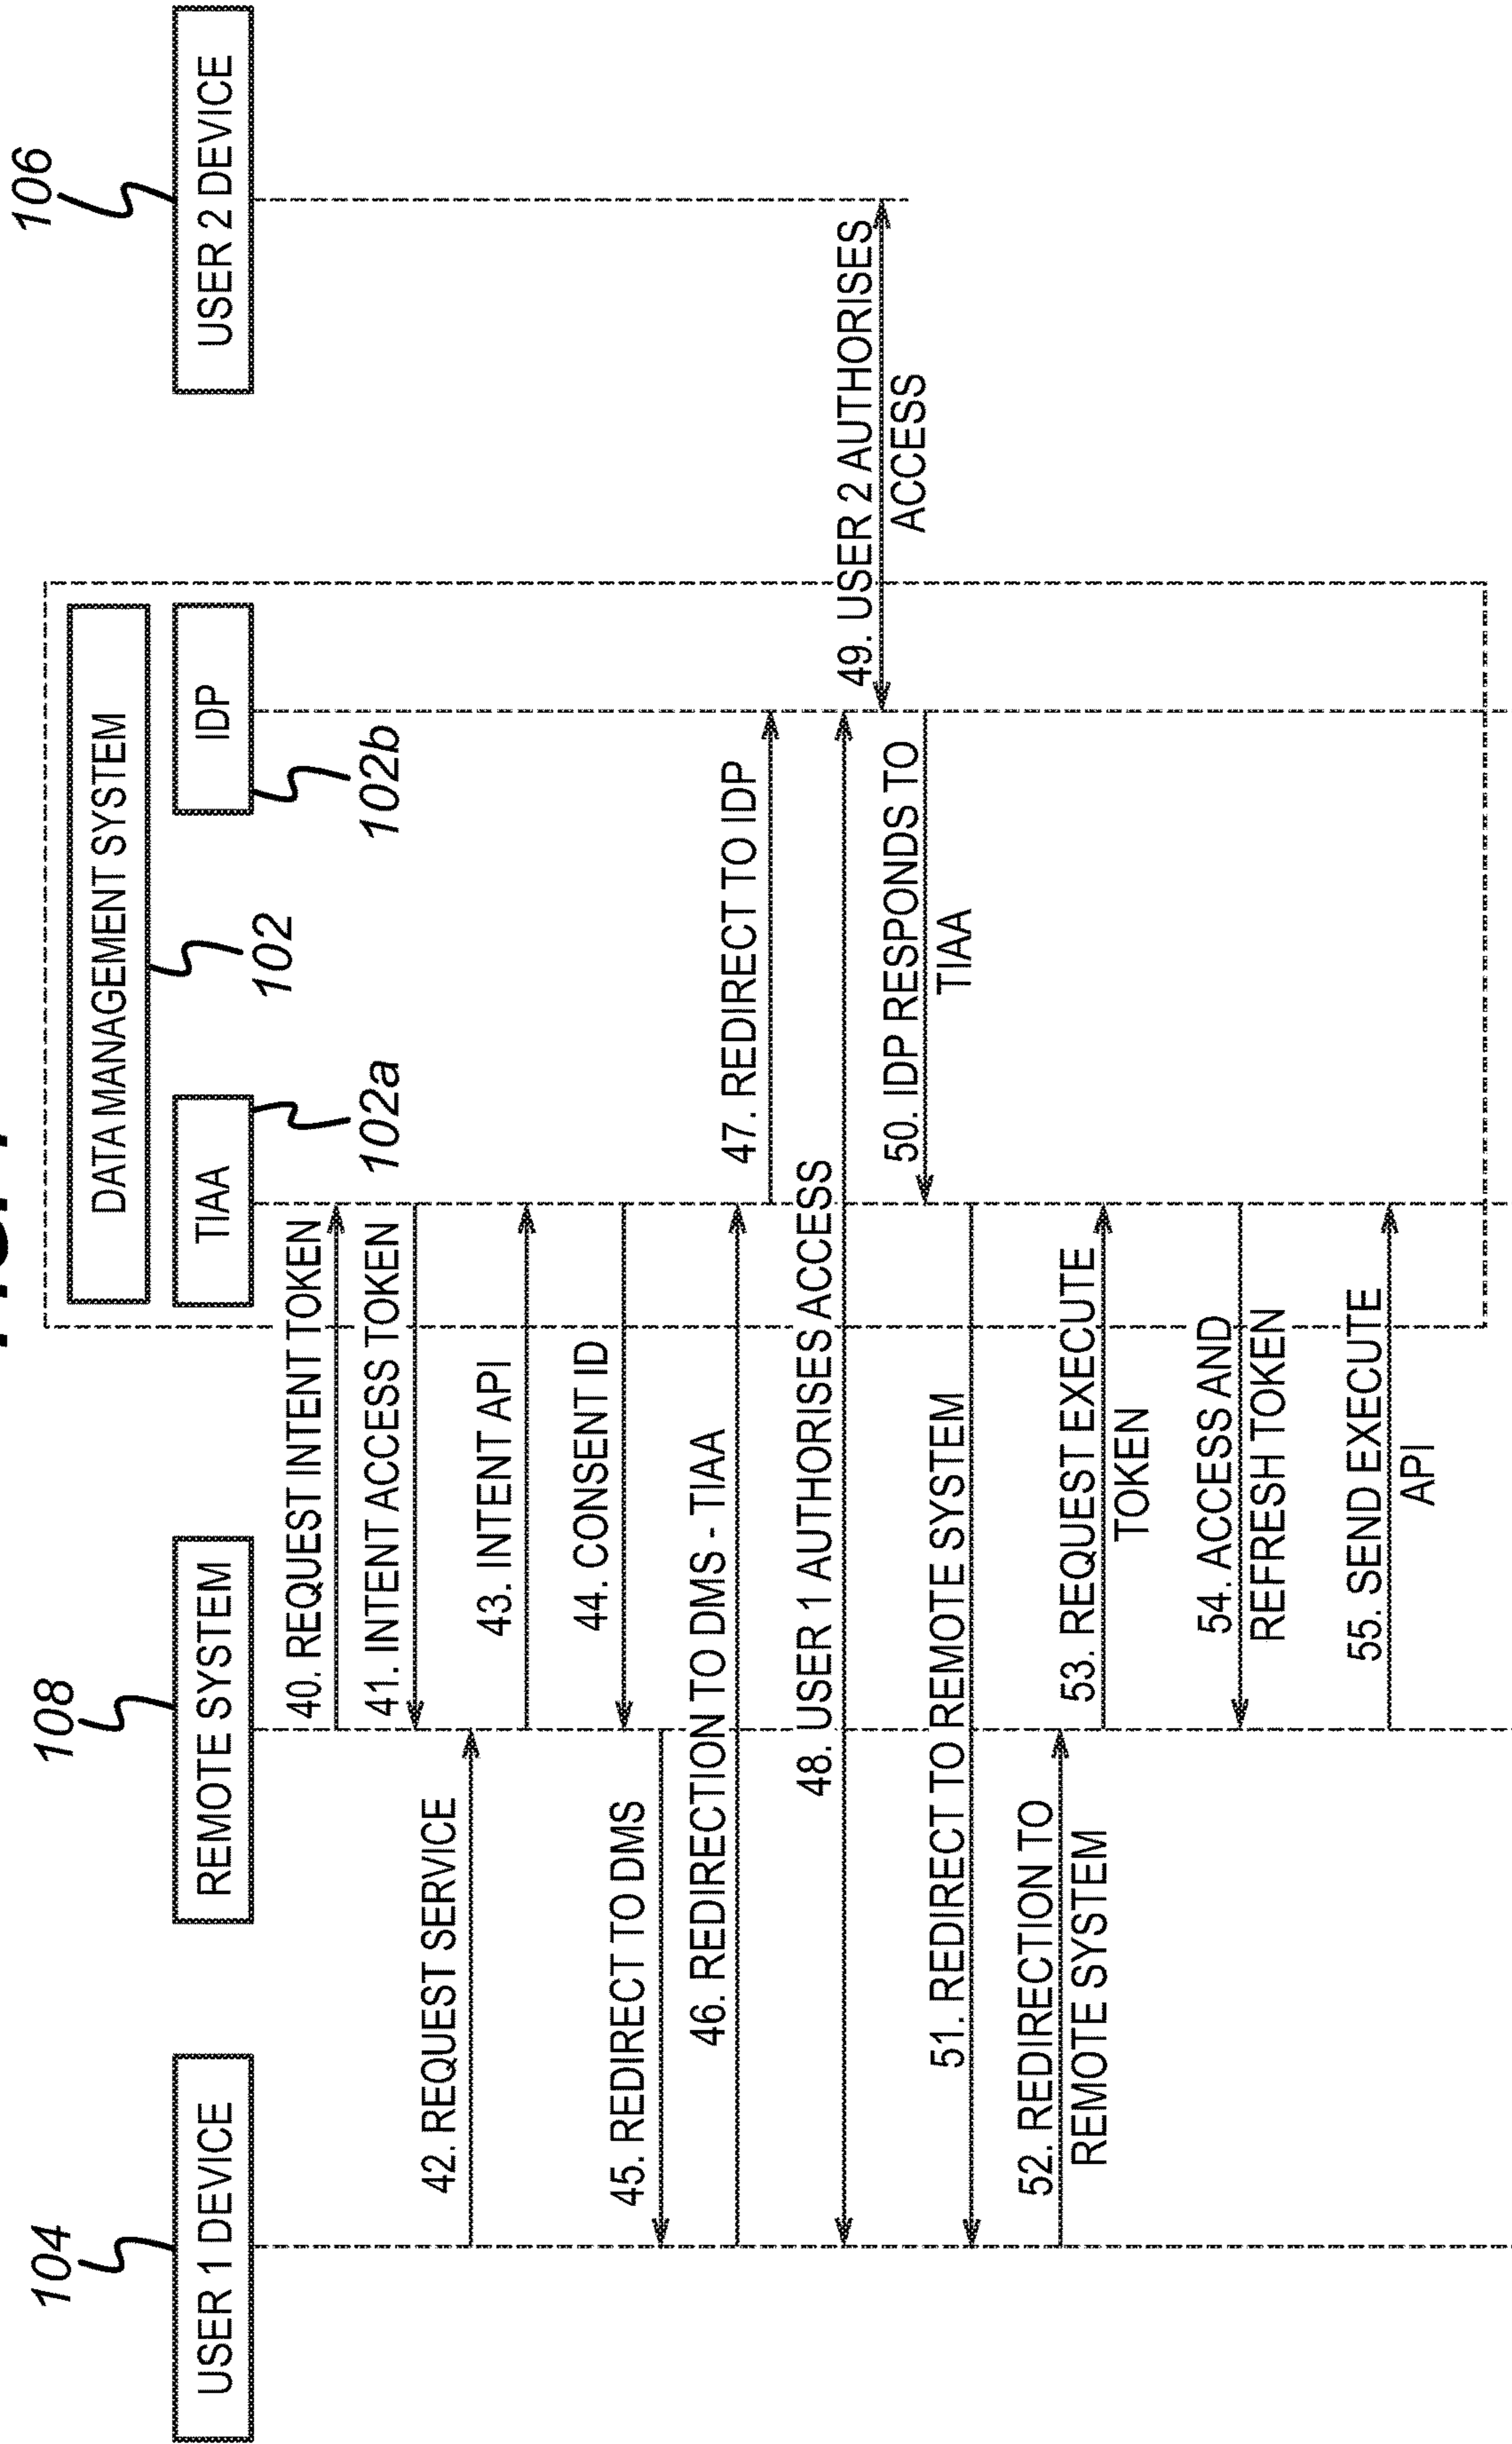 104
108
106
USER 1 DEVICE
REMOTE SYSTEM
DATA MANAGEMENT SYSTEM
102
TIAA
102a
IDP
102b
USER 2 DEVICE
40. REQUEST INTENT TOKEN
41. INTENT ACCESS TOKEN
42. REQUEST SERVICE
43. INTENT API
44. CONSENT ID
45. REDIRECT TO DMS
46. REDIRECTION TO DMS - TIAA
47. REDIRECT TO IDP
48. USER 1 AUTHORISES ACCESS
49. USER 2 AUTHORISES
ACCESS
50. IDP RESPONDS TO
TIAA
51. REDIRECT TO REMOTE SYSTEM
52. REDIRECTION TO
REMOTE SYSTEM
53. REQUEST EXECUTE
TOKEN
54. ACCESS AND
REFRESH TOKEN
55. SEND EXECUTE
API